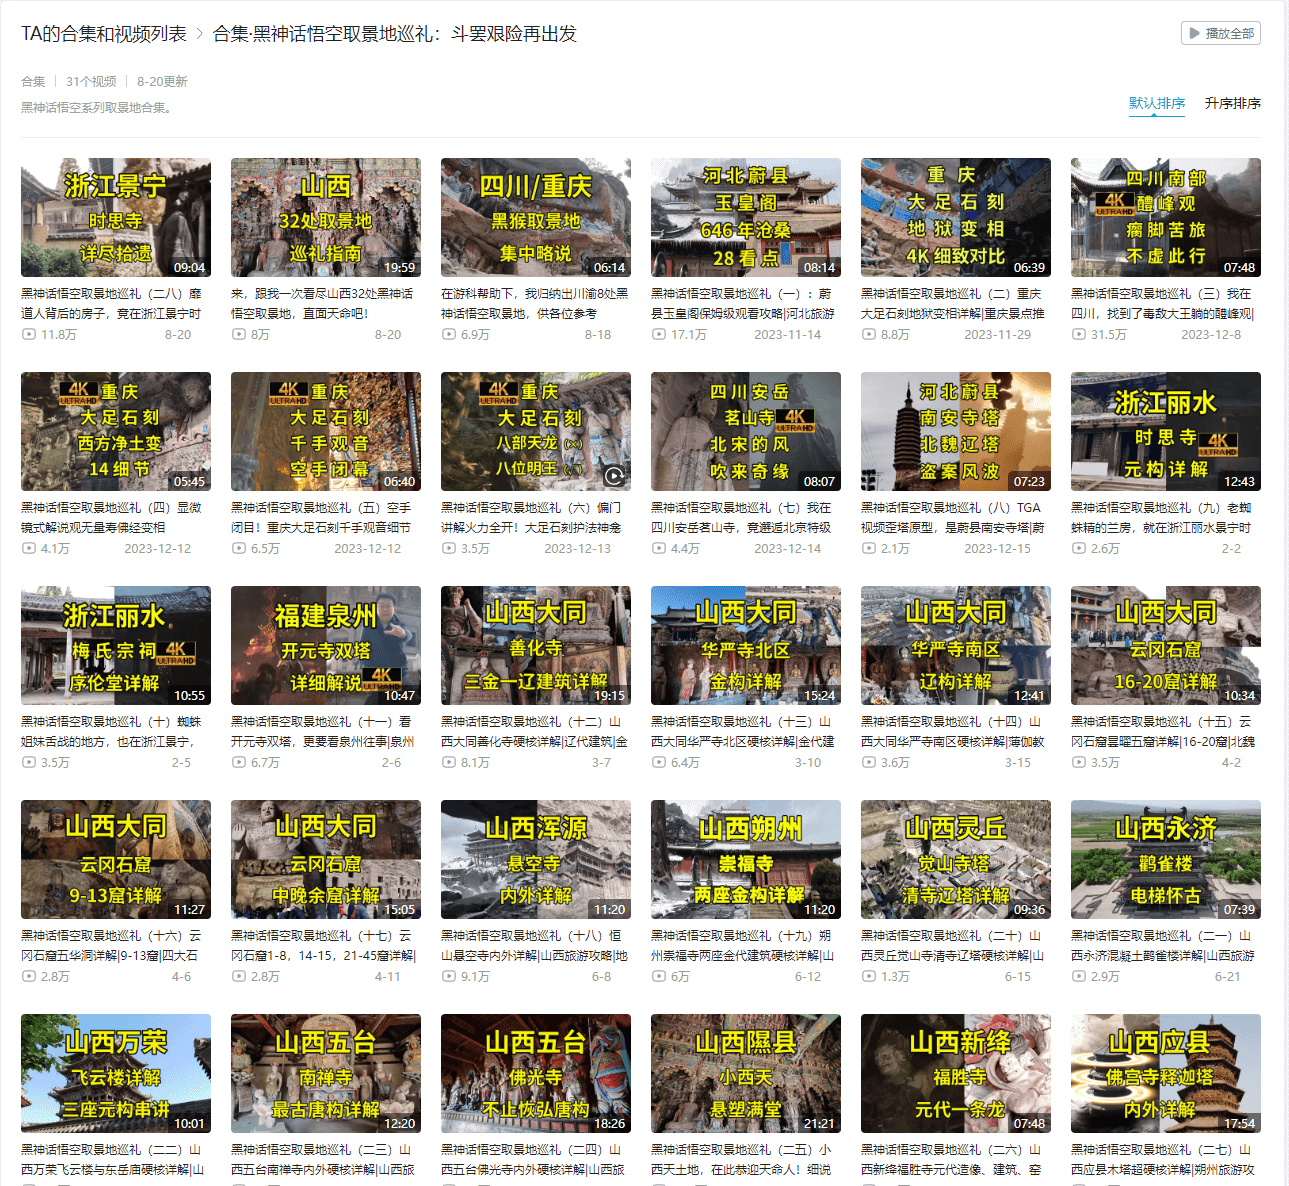 TA的合集和视频列表 > 合集·黑神话悟空取景地巡礼：斗罢艰险再出发
播放全部
合集 | 31个视频 | 8-20更新
黑神话悟空系列取景地合集。
默认排序 升序排序
浙江景宁
时思寺
详尽拾遗
09:04
黑神话悟空取景地巡礼（二八）靡
道人背后的房子，竟在浙江景宁时
11.8万 8-20
山西
32处取景地
巡礼指南
19:59
来，跟我一次看尽山西32处黑神话
悟空取景地，直面天命吧！
8万 8-20
四川/重庆
黑猴取景地
集中略说
06:14
在游科帮助下，我归纳出川渝8处黑
神话悟空取景地，供各位参考
6.9万 8-18
河北蔚县
玉皇阁
646年沧桑
28看点
08:14
黑神话悟空取景地巡礼（一）：蔚
县玉皇阁保姆级观看攻略|河北旅游
17.1万 2023-11-14
重庆
大足石刻
地狱变相
4K细致对比
06:39
黑神话悟空取景地巡礼（二）重庆
大足石刻地狱变相详解|重庆景点推
8.8万 2023-11-29
四川南部
4K ULTRAHD 醴峰观
瘸脚苦旅
不虚此行
07:48
黑神话悟空取景地巡礼（三）我在
四川，找到了毒敌大王躺的醴峰观|
31.5万 2023-12-8
4K ULTRAHD 重庆
大足石刻
西方净土变
14细节
05:45
黑神话悟空取景地巡礼（四）显微
镜式解说观无量寿佛经变相
4.1万 2023-12-12
4K ULTRAHD 重庆
大足石刻
千手观音
空手闭幕
06:40
黑神话悟空取景地巡礼（五）空手
闭目！重庆大足石刻千手观音细节
6.5万 2023-12-12
4K ULTRAHD 重庆
大足石刻
八部天龙（×）
八位明王（√）
黑神话悟空取景地巡礼（六）偏门
讲解火力全开！大足石刻护法神龛
3.5万 2023-12-13
四川安岳
茗山寺 4K ULTRAHD
北宋的风
吹来奇缘
08:07
黑神话悟空取景地巡礼（七）我在
四川安岳茗山寺，竟邂逅北京特级
4.4万 2023-12-14
河北蔚县
南安寺塔
北魏辽塔
盗案风波
07:23
黑神话悟空取景地巡礼（八）TGA
视频歪塔原型，是蔚县南安寺塔|蔚
2.1万 2023-12-15
浙江丽水
时思寺 4K ULTRAHD
元构详解
12:43
黑神话悟空取景地巡礼（九）老蜘
蛛精的兰房，就在浙江丽水景宁时
2.6万 2-2
浙江丽水
梅氏宗祠 4K ULTRAHD
序伦堂详解
10:55
黑神话悟空取景地巡礼（十）蜘蛛
姐妹舌战的地方，也在浙江景宁，
3.5万 2-5
福建泉州
开元寺双塔
详细解说 4K ULTRAHD
10:47
黑神话悟空取景地巡礼（十一）看
开元寺双塔，更要看泉州往事|泉州
6.7万 2-6
山西大同
善化寺
三金一辽建筑详解
19:15
黑神话悟空取景地巡礼（十二）山
西大同善化寺硬核详解|辽代建筑|金
8.1万 3-7
山西大同
华严寺北区
金构详解
15:24
黑神话悟空取景地巡礼（十三）山
西大同华严寺北区硬核详解|金代建
6.4万 3-10
山西大同
华严寺南区
辽构详解
12:41
黑神话悟空取景地巡礼（十四）山
西大同华严寺南区硬核详解|薄伽教
3.6万 3-15
山西大同
云冈石窟
16-20窟详解
10:34
黑神话悟空取景地巡礼（十五）云
冈石窟昙曜五窟详解|16-20窟|北魏
3.5万 4-2
山西大同
云冈石窟
9-13窟详解
11:27
黑神话悟空取景地巡礼（十六）云
冈石窟五华洞详解|9-13窟|四大石
2.8万 4-6
山西大同
云冈石窟
中晚余窟详解
15:05
黑神话悟空取景地巡礼（十七）云
冈石窟1-8，14-15，21-45窟详解|
2.8万 4-11
山西浑源
悬空寺
内外详解
11:20
黑神话悟空取景地巡礼（十八）恒
山悬空寺内外详解|山西旅游攻略|地
9.1万 6-8
山西朔州
崇福寺
两座金构详解
11:20
黑神话悟空取景地巡礼（十九）朔
州崇福寺两座金代建筑硬核详解|山
6万 6-12
山西灵丘
觉山寺塔
清寺辽塔详解
09:36
黑神话悟空取景地巡礼（二十）山
西灵丘觉山寺清寺辽塔硬核详解|山
1.3万 6-15
山西永济
鹳雀楼
电梯怀古
07:39
黑神话悟空取景地巡礼（二一）山
西永济混凝土鹳雀楼详解|山西旅游
2.9万 6-21
山西万荣
飞云楼详解
三座元构串讲
10:01
黑神话悟空取景地巡礼（二二）山
西万荣飞云楼与东岳庙硬核详解|山
山西五台
南禅寺
最古唐构详解
12:20
黑神话悟空取景地巡礼（二三）山
西五台南禅寺内外硬核详解|山西旅
山西五台
佛光寺
不止恢弘唐构
18:26
黑神话悟空取景地巡礼（二四）山
西五台佛光寺内外硬核详解|山西旅
山西隰县
小西天
悬塑满堂
21:21
黑神话悟空取景地巡礼（二五）小
西天土地，在此恭迎天命人！细说
山西新绛
福胜寺
元代一条龙
07:48
黑神话悟空取景地巡礼（二六）山
西新绛福胜寺元代造像、建筑、窑
山西应县
佛宫寺释迦塔
内外详解
17:54
黑神话悟空取景地巡礼（二七）山
西应县木塔超硬核详解|朔州旅游攻